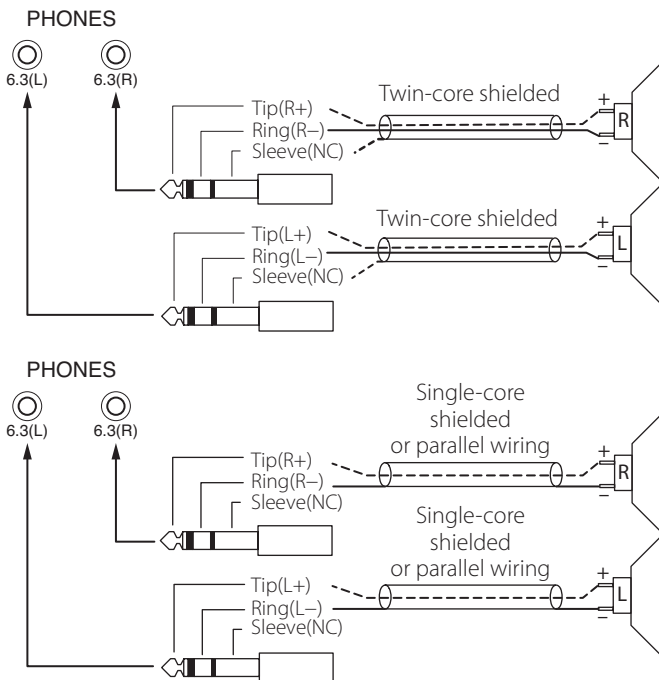 PHONES
6.3(L) 6.3(R)
Twin-core shielded
Tip(R+)
Ring(R−)
Sleeve(NC)
+
R
−
Twin-core shielded
Tip(L+)
Ring(L−)
Sleeve(NC)
+
L
−
PHONES
6.3(L) 6.3(R)
Single-core
shielded
or parallel wiring
Tip(R+)
Ring(R−)
Sleeve(NC)
+
R
−
Single-core
shielded
or parallel wiring
Tip(L+)
Ring(L−)
Sleeve(NC)
+
L
−